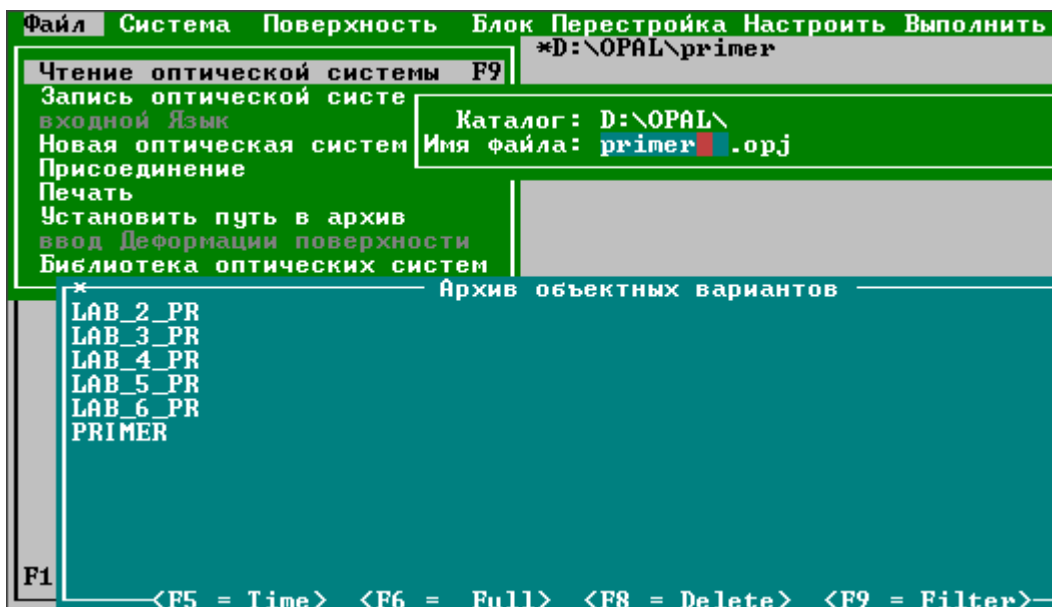 Файл Система Поверхность Блок Перестройка Настроить Выполнить
*D:\OPAL\primer
Чтение оптической системы F9
Запись оптической систе
входной Язык
Новая оптическая систем
Присоединение
Печать
Установить путь в архив
ввод Деформации поверхности
Библиотека оптических систем
Каталог: D:\OPAL\
Имя файла: primer .opj
* Архив объектных вариантов
LAB_2_PR
LAB_3_PR
LAB_4_PR
LAB_5_PR
LAB_6_PR
PRIMER
F1
<F5 = Time> <F6 = Full> <F8 = Delete> <F9 = Filter>